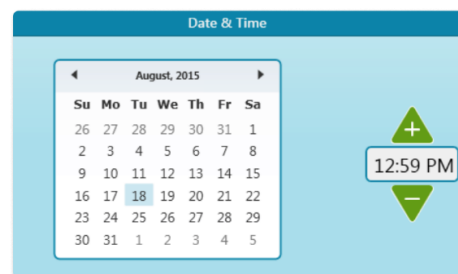 Date & Time
August, 2015
Su Mo Tu We Th Fr Sa
26 27 28 29 30 31 1
2 3 4 5 6 7 8
9 10 11 12 13 14 15
16 17 18 19 20 21 22
23 24 25 26 27 28 29
30 31 1 2 3 4 5
+
12:59 PM
−